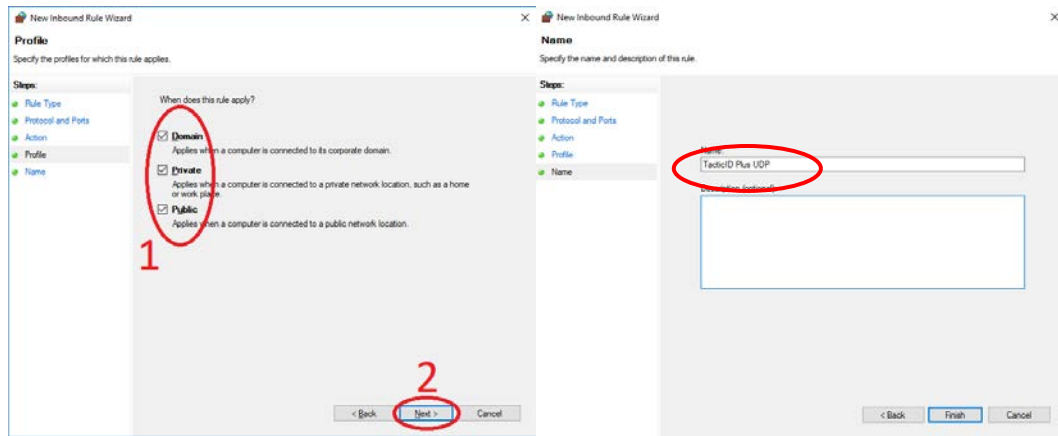 New Inbound Rule Wizard
Profile
Specify the profiles for which this rule applies.
Steps:
Rule Type
Protocol and Ports
Action
Profile
Name
When does this rule apply?
Domain
Applies when a computer is connected to its corporate domain.
Private
Applies when a computer is connected to a private network location, such as a home
or work place.
Public
Applies when a computer is connected to a public network location.
1
2
< Back
Next >
Cancel
New Inbound Rule Wizard
Name
Specify the name and description of this rule.
Steps:
Rule Type
Protocol and Ports
Action
Profile
Name
Name:
TacticID Plus UDP
Description (optional):
< Back
Finish
Cancel